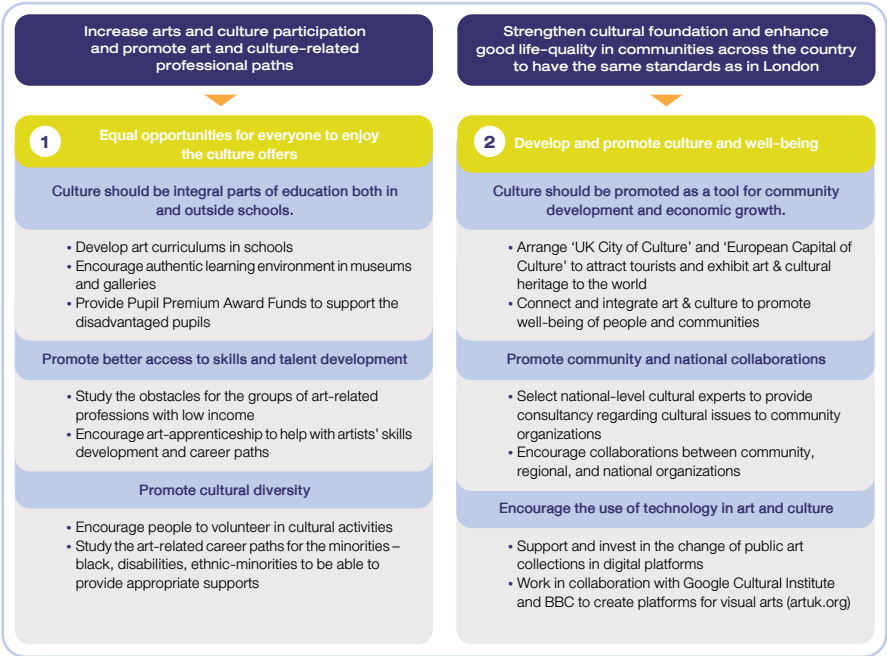 Increase arts and culture participation
and promote art and culture-related
professional paths
1
Equal opportunities for everyone to enjoy
the culture offers
Culture should be integral parts of education both in
and outside schools.
• Develop art curriculums in schools
• Encourage authentic learning environment in museums
and galleries
• Provide Pupil Premium Award Funds to support the
disadvantaged pupils
Promote better access to skills and talent development
• Study the obstacles for the groups of art-related
professions with low income
• Encourage art-apprenticeship to help with artists' skills
development and career paths
Promote cultural diversity
• Encourage people to volunteer in cultural activities
• Study the art-related career paths for the minorities –
black, disabilities, ethnic-minorities to be able to
provide appropriate supports
Strengthen cultural foundation and enhance
good life-quality in communities across the country
to have the same standards as in London
2
Develop and promote culture and well-being
Culture should be promoted as a tool for community
development and economic growth.
• Arrange 'UK City of Culture' and 'European Capital of
Culture' to attract tourists and exhibit art & cultural
heritage to the world
• Connect and integrate art & culture to promote
well-being of people and communities
Promote community and national collaborations
• Select national-level cultural experts to provide
consultancy regarding cultural issues to community
organizations
• Encourage collaborations between community,
regional, and national organizations
Encourage the use of technology in art and culture
• Support and invest in the change of public art
collections in digital platforms
• Work in collaboration with Google Cultural Institute
and BBC to create platforms for visual arts (artuk.org)